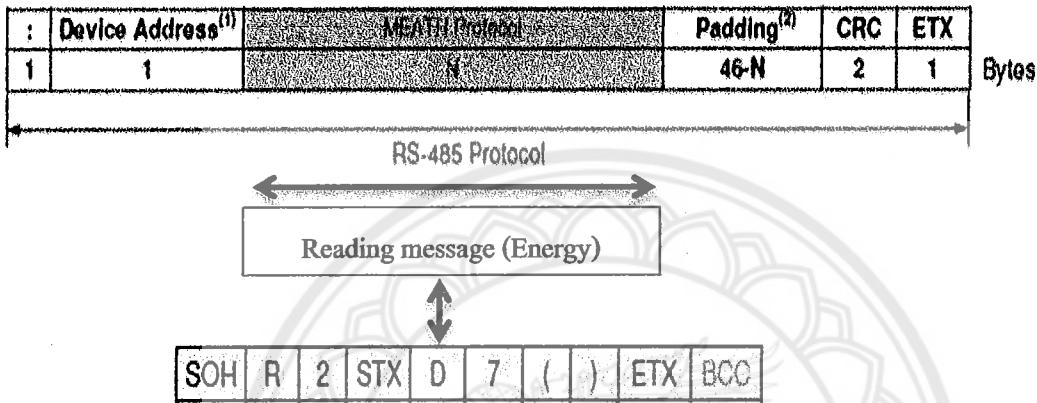 : Device Address(1) MEATH Protocol Padding(2) CRC ETX
1 1 N 46-N 2 1 Bytes
RS-485 Protocol
Reading message (Energy)
SOH R 2 STX D 7 ( ) ETX BCC